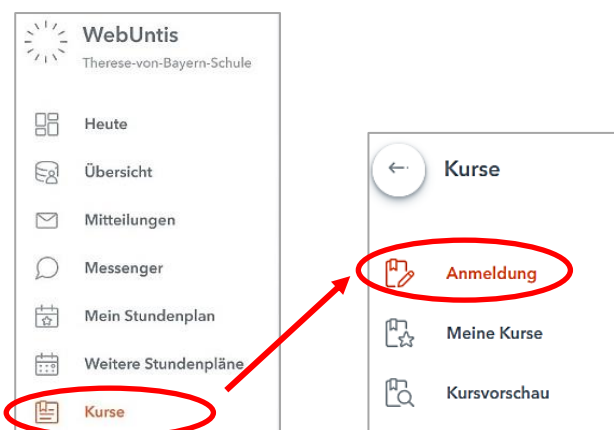 WebUntis
Therese-von-Bayern-Schule
Heute
Übersicht
Mitteilungen
Messenger
Mein Stundenplan
Weitere Stundenpläne
Kurse
Kurse
Anmeldung
Meine Kurse
Kursvorschau